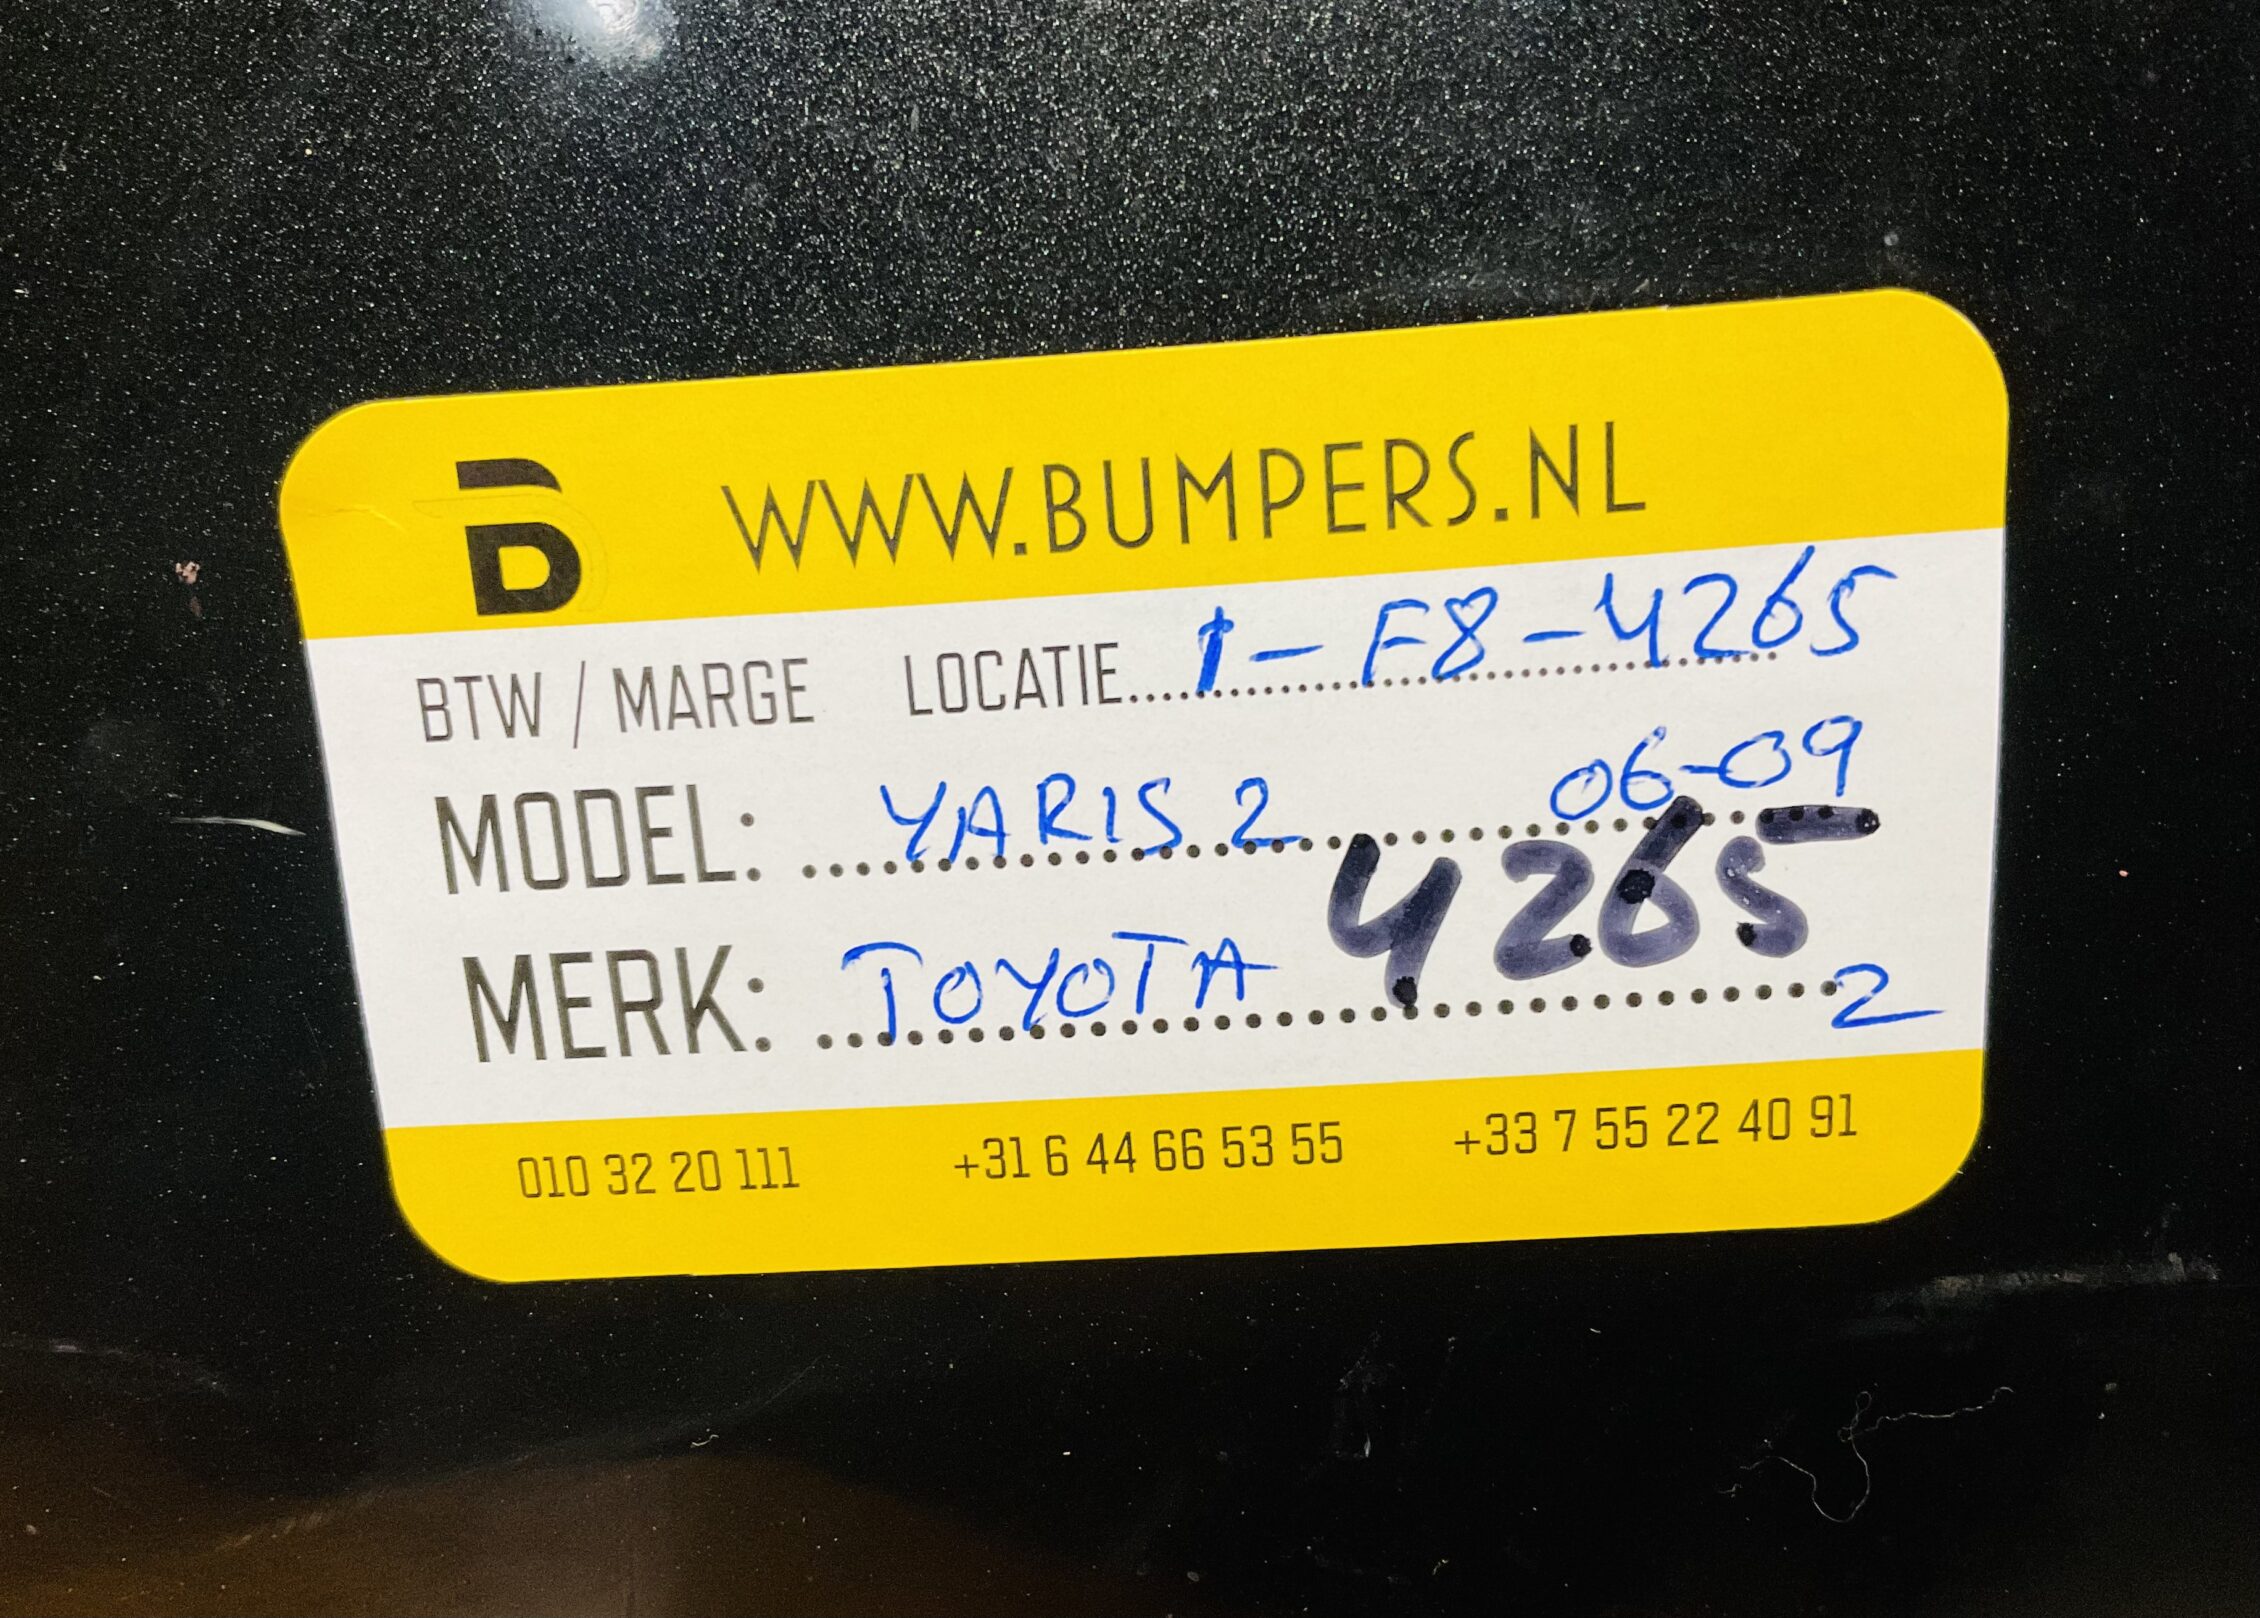 B WWW.BUMPERS.NL
BTW / MARGE LOCATIE 1-F8-4265
MODEL: YARIS 2 06-09
4265
MERK: TOYOTA 2
010 32 20 111 +31 6 44 66 53 55 +33 7 55 22 40 91